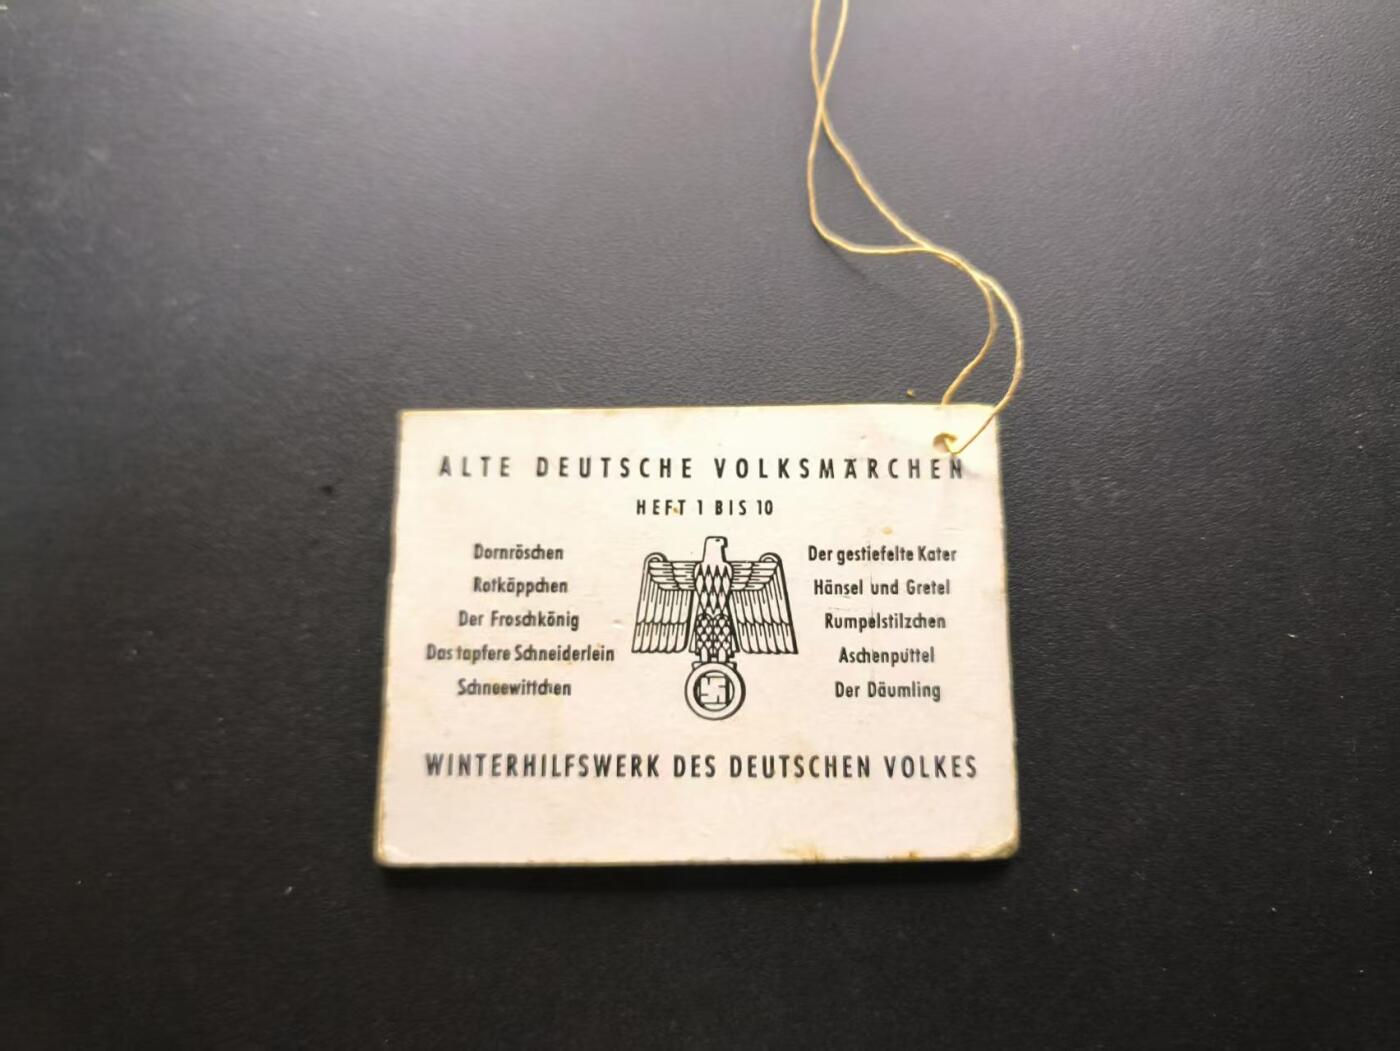 ALTE DEUTSCHE VOLKSMÄRCHEN
HEFT 1 BIS 10
Dornröschen
Rotkäppchen
Der Froschkönig
Das tapfere Schneiderlein
Schneewittchen
Der gestiefelte Kater
Hänsel und Gretel
Rumpelstilzchen
Aschenputtel
Der Däumling
WINTERHILFSWERK DES DEUTSCHEN VOLKES